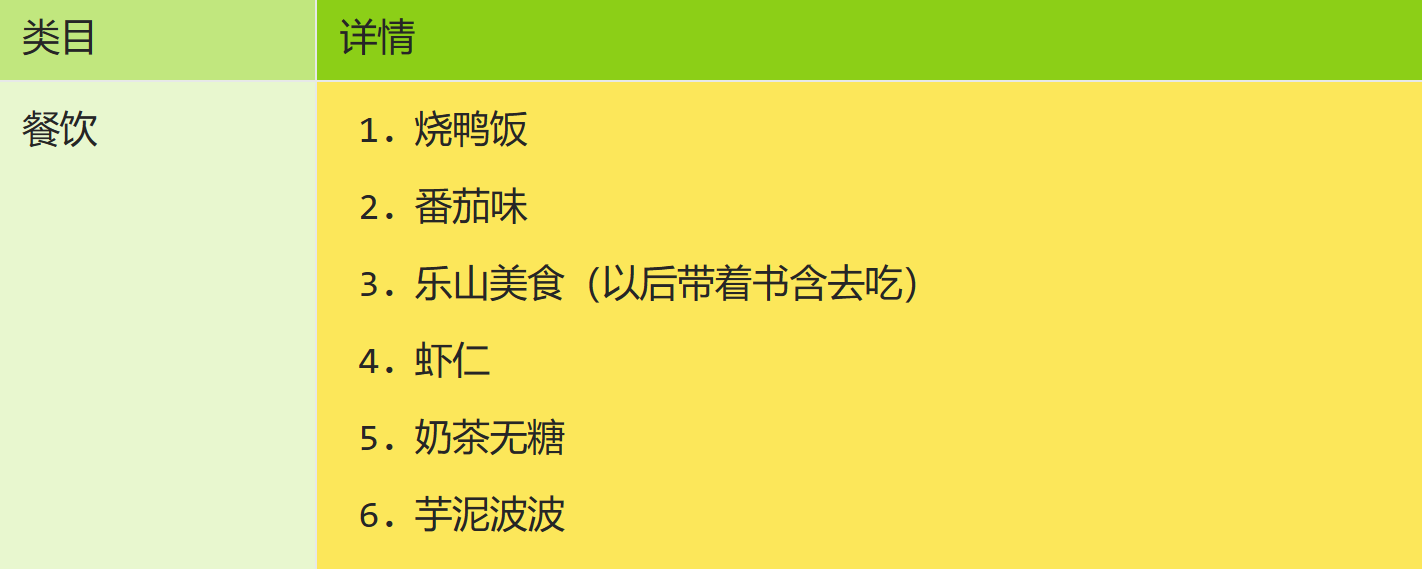 类目
详情
餐饮
1. 烧鸭饭
2. 番茄味
3. 乐山美食（以后带着书含去吃）
4. 虾仁
5. 奶茶无糖
6. 芋泥波波